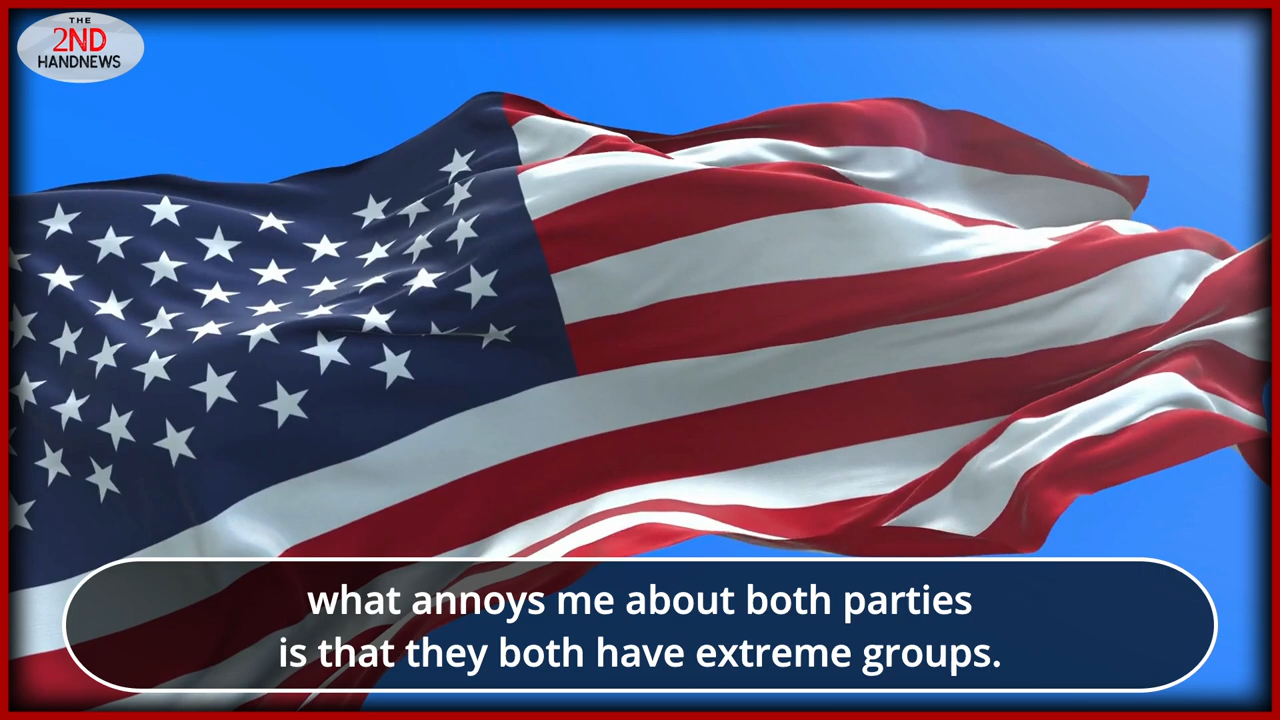 THE
2ND
HANDNEWS
what annoys me about both parties
is that they both have extreme groups.